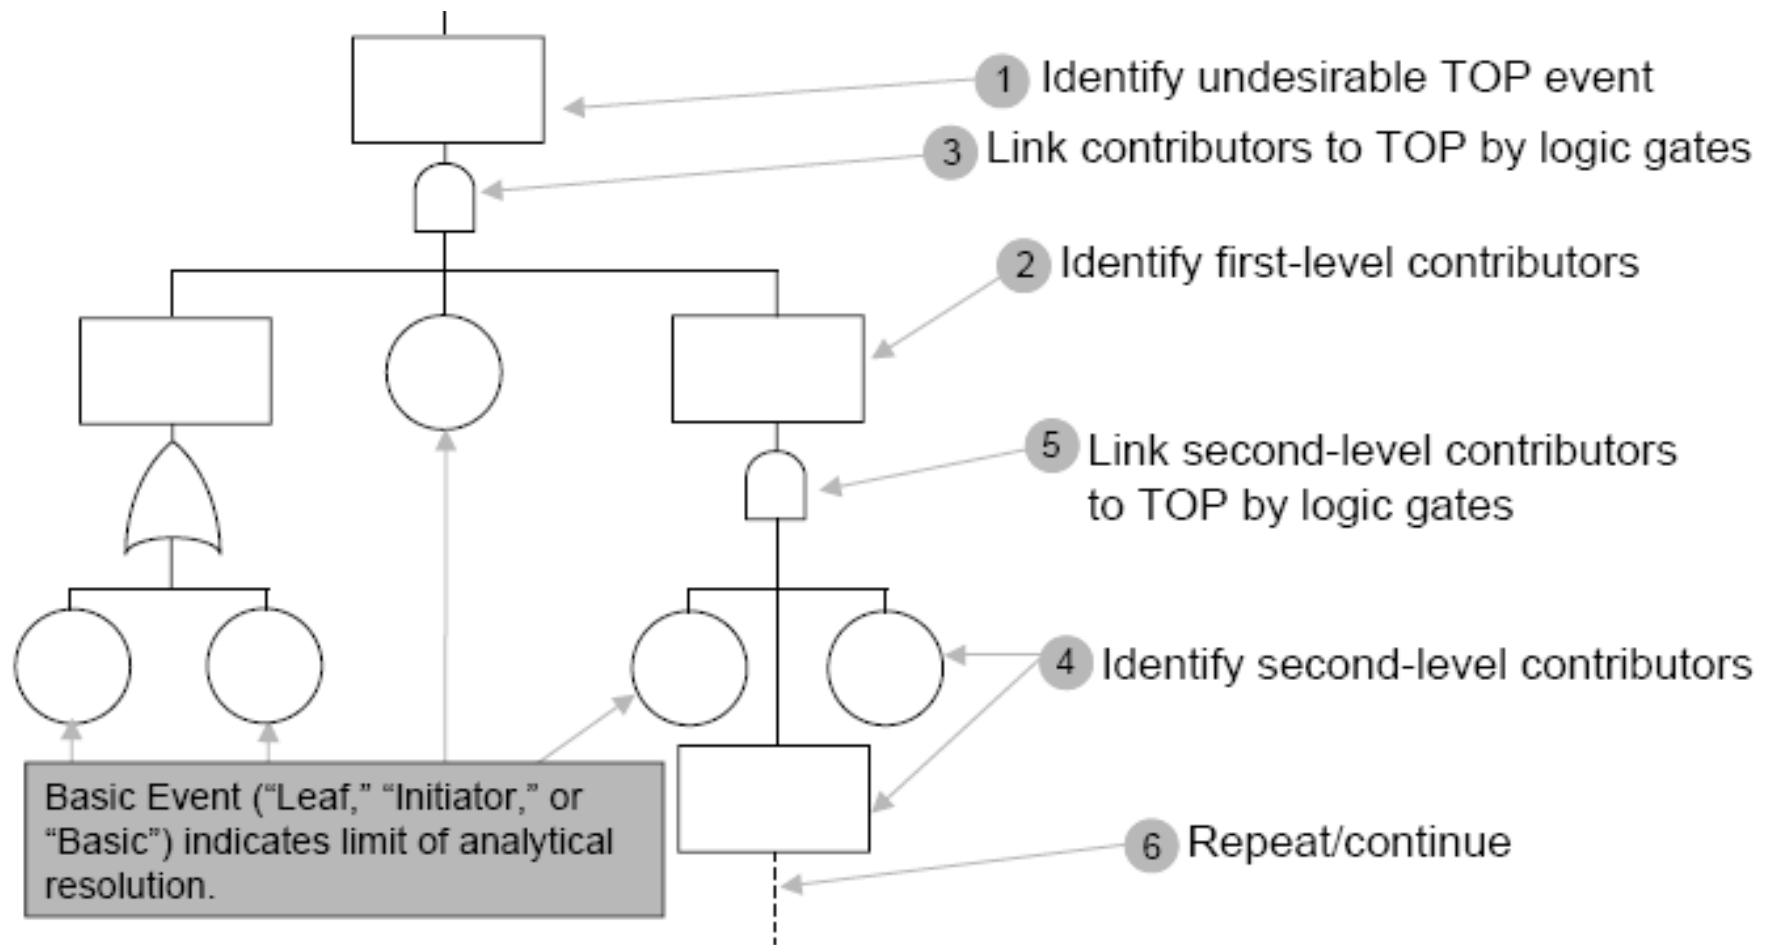 1 Identify undesirable TOP event
3 Link contributors to TOP by logic gates
2 Identify first-level contributors
5 Link second-level contributors
to TOP by logic gates
4 Identify second-level contributors
Basic Event (“Leaf,” “Initiator,” or
“Basic”) indicates limit of analytical
resolution.
6 Repeat/continue